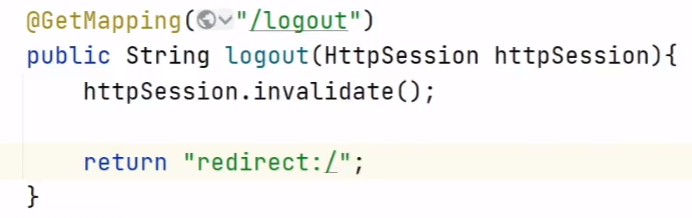 @GetMapping("/logout")
public String logout(HttpSession httpSession){
    httpSession.invalidate();
    return "redirect:/";
}